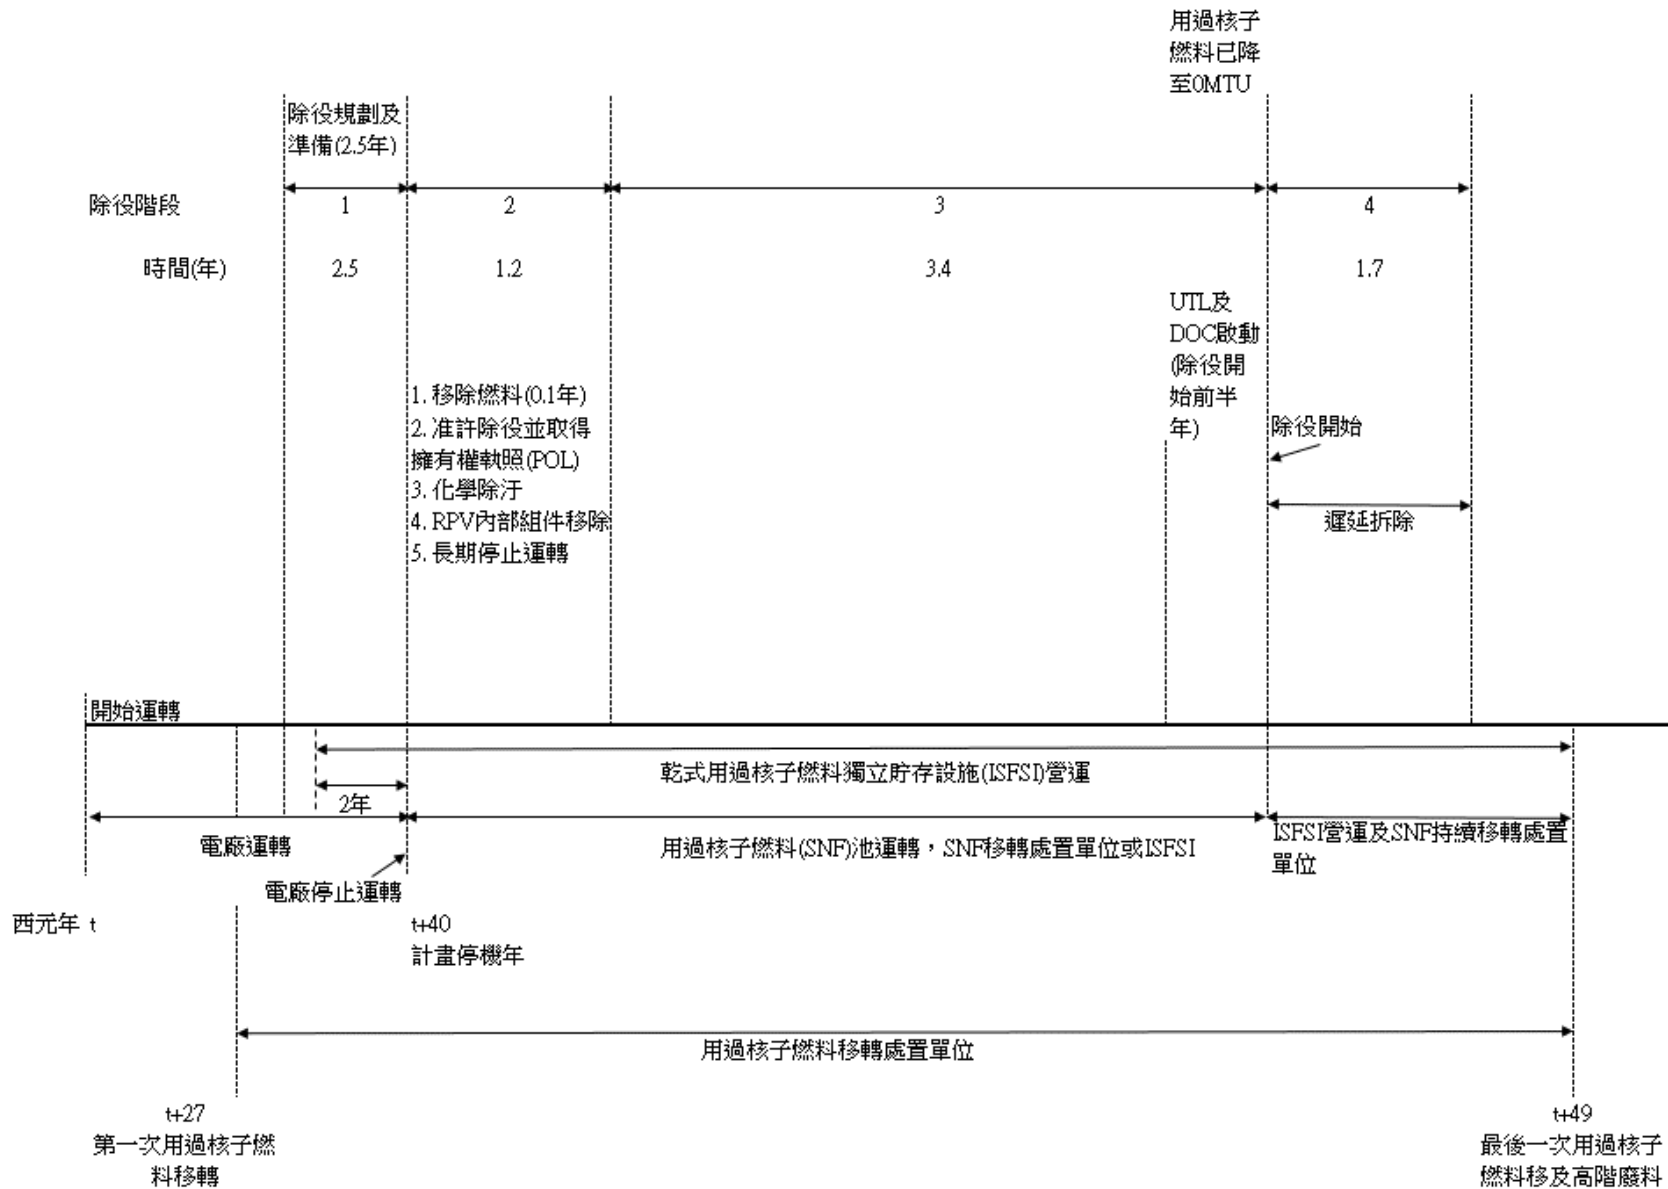 用過核子
燃料已降
至0MTU
除役規劃及
準備(2.5年)
除役階段
1
2
3
4
時間(年)
2.5
1.2
3.4
1.7
UTL及
DOC啟動
(除役開
始前半
年)
1. 移除燃料(0.1年)
2. 准許除役並取得
擁有權執照(POL)
3. 化學除汙
4. RPV內部組件移除
5. 長期停止運轉
除役開始
遲延拆除
開始運轉
乾式用過核子燃料獨立貯存設施(ISFSI)營運
2年
電廠運轉
用過核子燃料(SNF)池運轉，SNF移轉處置單位或ISFSI
ISFSI營運及SNF持續移轉處置
單位
電廠停止運轉
西元年 t
t+40
計畫停機年
用過核子燃料移轉處置單位
t+27
第一次用過核子燃
料移轉
t+49
最後一次用過核子
燃料移及高階廢料